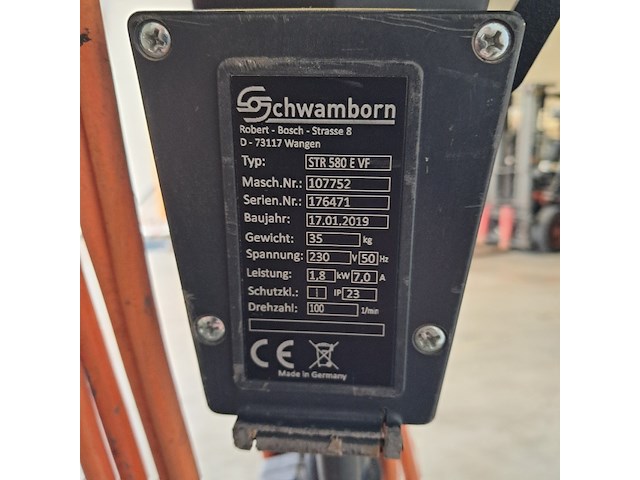 Schwamborn
Robert - Bosch - Strasse 8
D - 73117 Wangen
Typ: STR 580 E VF
Masch.Nr.: 107752
Serien.Nr.: 176471
Baujahr: 17.01.2019
Gewicht: 35 kg
Spannung: 230 V 50 Hz
Leistung: 1,8 kW 7,0 A
Schutzkl.: I IP 23
Drehzahl: 100 1/min
CE
Made in Germany